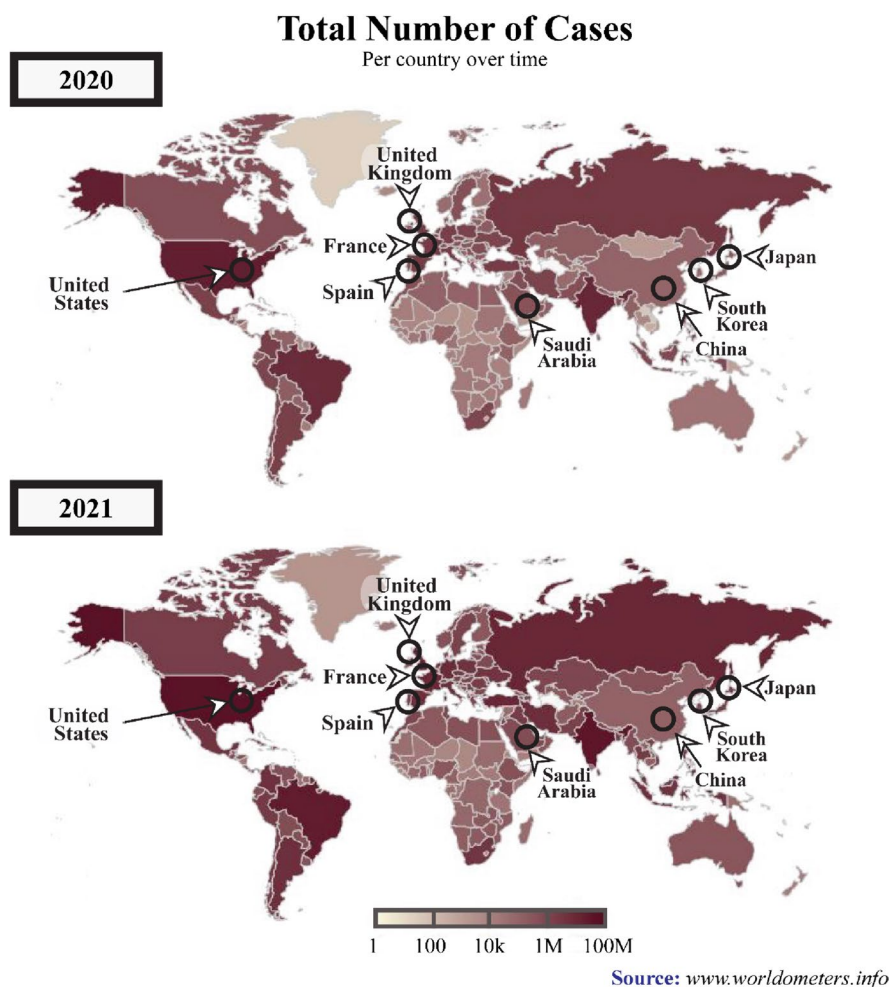 Total Number of Cases
Per country over time
2020
United
Kingdom
France
Spain
United
States
Saudi
Arabia
Japan
South
Korea
China
2021
United
Kingdom
France
Spain
United
States
Saudi
Arabia
Japan
South
Korea
China
1 100 10k 1M 100M
Source: www.worldometers.info